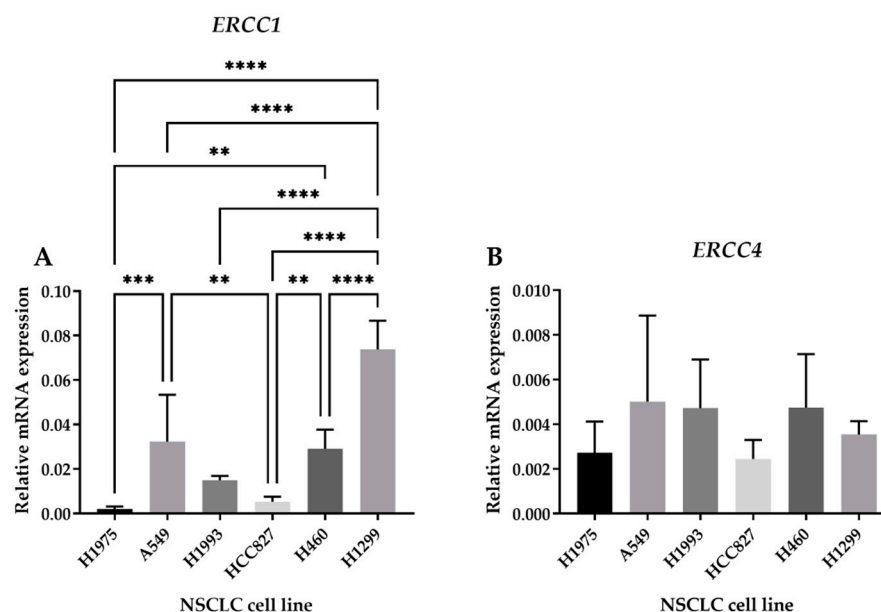 ERCC1
****
****
**
****
****
A
***
**
**
****
Relative mRNA expression
0.10
0.08
0.06
0.04
0.02
0.00
H1975
A549
H1993
HCC827
H460
H1299
NSCLC cell line
B
ERCC4
Relative mRNA expression
0.010
0.008
0.006
0.004
0.002
0.000
H1975
A549
H1993
HCC827
H460
H1299
NSCLC cell line